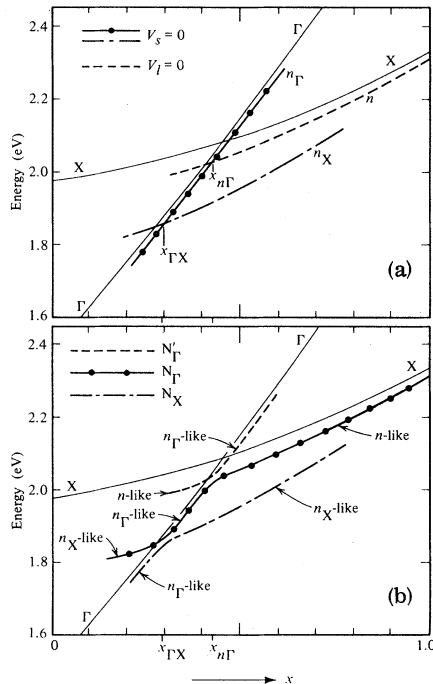 2.4
2.2
2.0
1.8
1.6
Energy (eV)
V_s = 0
V_l = 0
Γ
n_Γ
X
n
X
n_X
x_nΓ
x_ΓX
Γ
(a)
2.4
2.2
2.0
1.8
1.6
Energy (eV)
N'_Γ
N_Γ
N_X
Γ
X
n_Γ-like
n-like
X
n-like
n_Γ-like
n_X-like
n_X-like
n_Γ-like
Γ
(b)
0
x_ΓX
x_nΓ
1.0
x